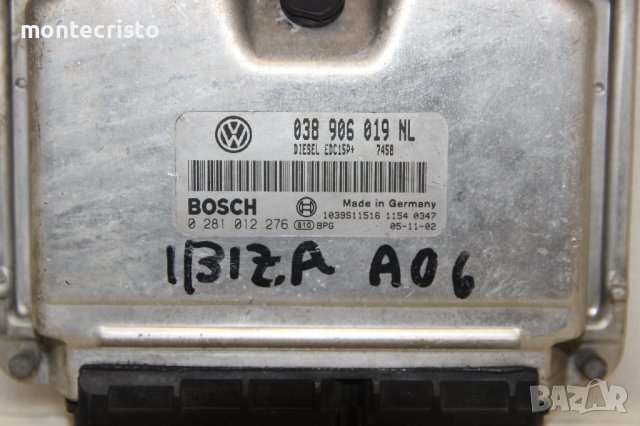 montecristo
038 906 019 NL
DIESEL EDC15P+ 7458
BOSCH
Made in Germany
1039S11516 1154 0347
0 281 012 276 810 BPG 05-11-02
IBIZA A06
BAZAR